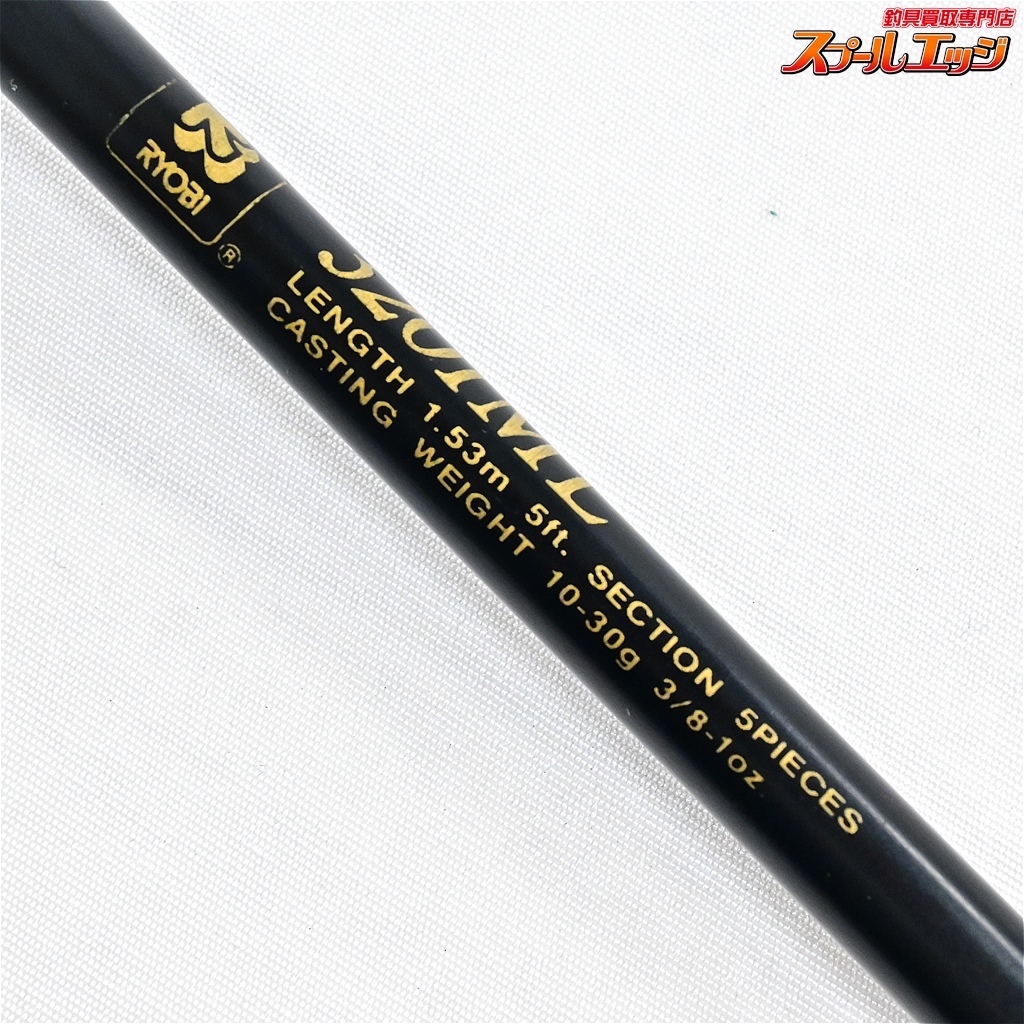 釣具買取専門店
スプールエッジ
RYOBI
®
LENGTH 1.53m 5ft. SECTION 5PIECES
CASTING WEIGHT 10-30g 3/8-1oz